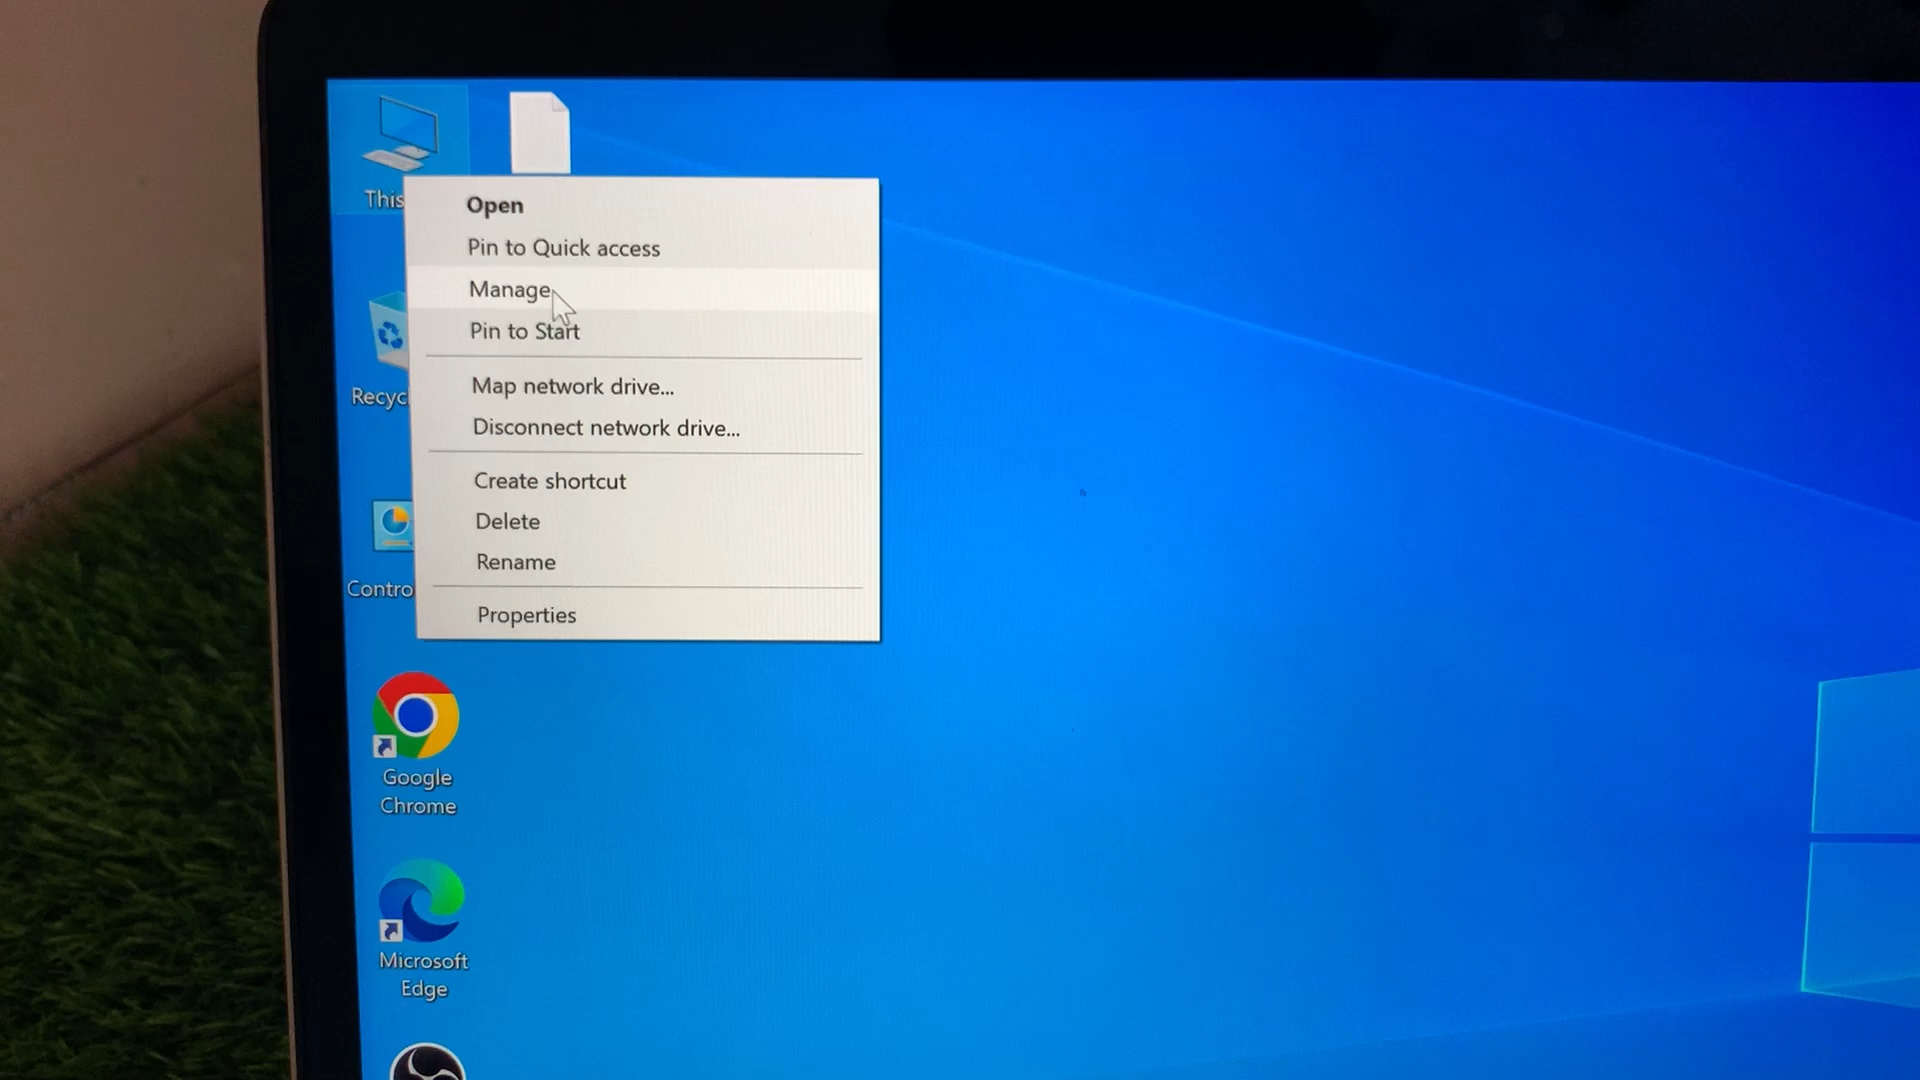 This
Open
Pin to Quick access
Manage
Pin to Start
Map network drive...
Disconnect network drive...
Create shortcut
Delete
Rename
Properties
Recyc
Contro
Google
Chrome
Microsoft
Edge